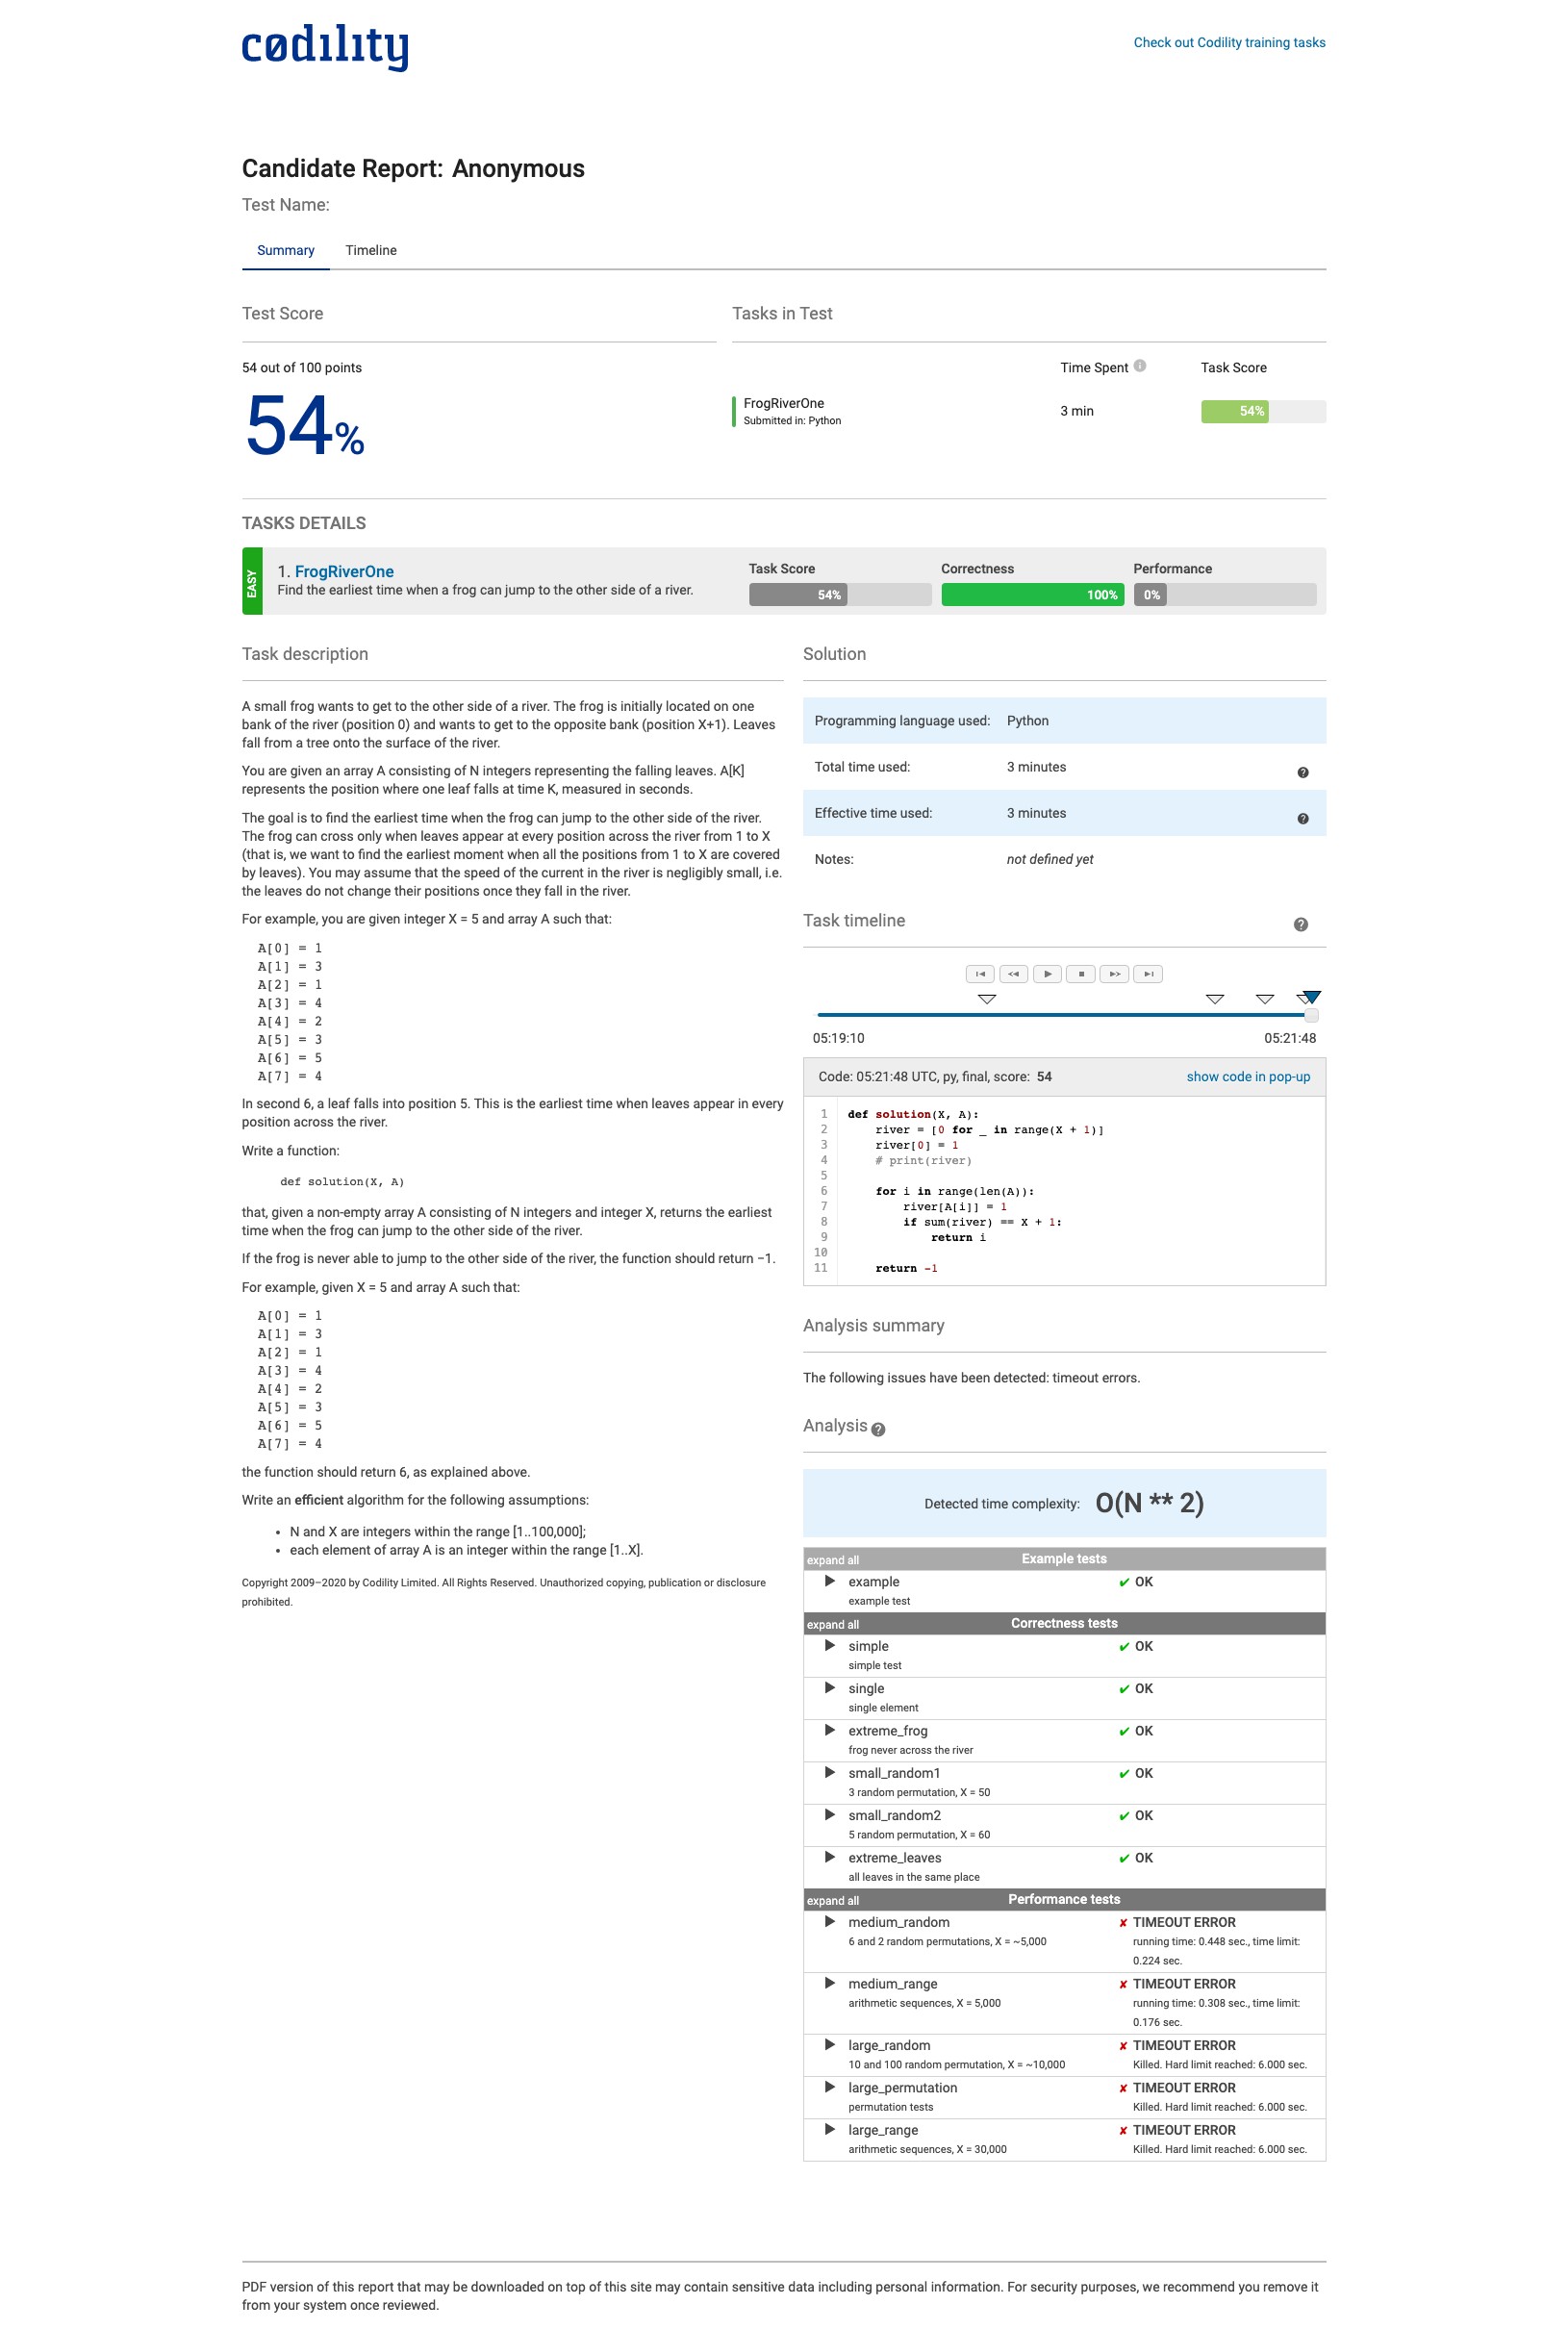 cødility
Check out Codility training tasks
Candidate Report: Anonymous
Test Name:
Summary Timeline
Test Score
54 out of 100 points
54%
Tasks in Test
Time Spent Task Score
FrogRiverOne
Submitted in: Python
3 min
54%
TASKS DETAILS
EASY
1. FrogRiverOne
Find the earliest time when a frog can jump to the other side of a river.
Task Score Correctness Performance
54% 100% 0%
Task description
A small frog wants to get to the other side of a river. The frog is initially located on one
bank of the river (position 0) and wants to get to the opposite bank (position X+1). Leaves
fall from a tree onto the surface of the river.
You are given an array A consisting of N integers representing the falling leaves. A[K]
represents the position where one leaf falls at time K, measured in seconds.
The goal is to find the earliest time when the frog can jump to the other side of the river.
The frog can cross only when leaves appear at every position across the river from 1 to X
(that is, we want to find the earliest moment when all the positions from 1 to X are covered
by leaves). You may assume that the speed of the current in the river is negligibly small, i.e.
the leaves do not change their positions once they fall in the river.
For example, you are given integer X = 5 and array A such that:
A[0] = 1
A[1] = 3
A[2] = 1
A[3] = 4
A[4] = 2
A[5] = 3
A[6] = 5
A[7] = 4
In second 6, a leaf falls into position 5. This is the earliest time when leaves appear in every
position across the river.
Write a function:
def solution(X, A)
that, given a non-empty array A consisting of N integers and integer X, returns the earliest
time when the frog can jump to the other side of the river.
If the frog is never able to jump to the other side of the river, the function should return −1.
For example, given X = 5 and array A such that:
A[0] = 1
A[1] = 3
A[2] = 1
A[3] = 4
A[4] = 2
A[5] = 3
A[6] = 5
A[7] = 4
the function should return 6, as explained above.
Write an efficient algorithm for the following assumptions:
• N and X are integers within the range [1..100,000];
• each element of array A is an integer within the range [1..X].
Copyright 2009–2020 by Codility Limited. All Rights Reserved. Unauthorized copying, publication or disclosure
prohibited.
Solution
Programming language used: Python
Total time used: 3 minutes ?
Effective time used: 3 minutes ?
Notes: not defined yet
Task timeline ?
05:19:10 05:21:48
Code: 05:21:48 UTC, py, final, score: 54 show code in pop-up
1 def solution(X, A):
2 river = [0 for _ in range(X + 1)]
3 river[0] = 1
4 # print(river)
5
6 for i in range(len(A)):
7 river[A[i]] = 1
8 if sum(river) == X + 1:
9 return i
10
11 return -1
Analysis summary
The following issues have been detected: timeout errors.
Analysis ?
Detected time complexity: O(N ** 2)
expand all Example tests
example ✔ OK
example test
expand all Correctness tests
simple ✔ OK
simple test
single ✔ OK
single element
extreme_frog ✔ OK
frog never across the river
small_random1 ✔ OK
3 random permutation, X = 50
small_random2 ✔ OK
5 random permutation, X = 60
extreme_leaves ✔ OK
all leaves in the same place
expand all Performance tests
medium_random ✘ TIMEOUT ERROR
6 and 2 random permutations, X = ~5,000 running time: 0.448 sec., time limit:
0.224 sec.
medium_range ✘ TIMEOUT ERROR
arithmetic sequences, X = 5,000 running time: 0.308 sec., time limit:
0.176 sec.
large_random ✘ TIMEOUT ERROR
10 and 100 random permutation, X = ~10,000 Killed. Hard limit reached: 6.000 sec.
large_permutation ✘ TIMEOUT ERROR
permutation tests Killed. Hard limit reached: 6.000 sec.
large_range ✘ TIMEOUT ERROR
arithmetic sequences, X = 30,000 Killed. Hard limit reached: 6.000 sec.
PDF version of this report that may be downloaded on top of this site may contain sensitive data including personal information. For security purposes, we recommend you remove it
from your system once reviewed.